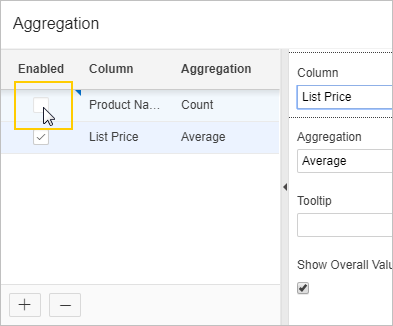 Aggregation
Enabled Column Aggregation
Product Na... Count
List Price Average
Column
List Price
Aggregation
Average
Tooltip
Show Overall Valu